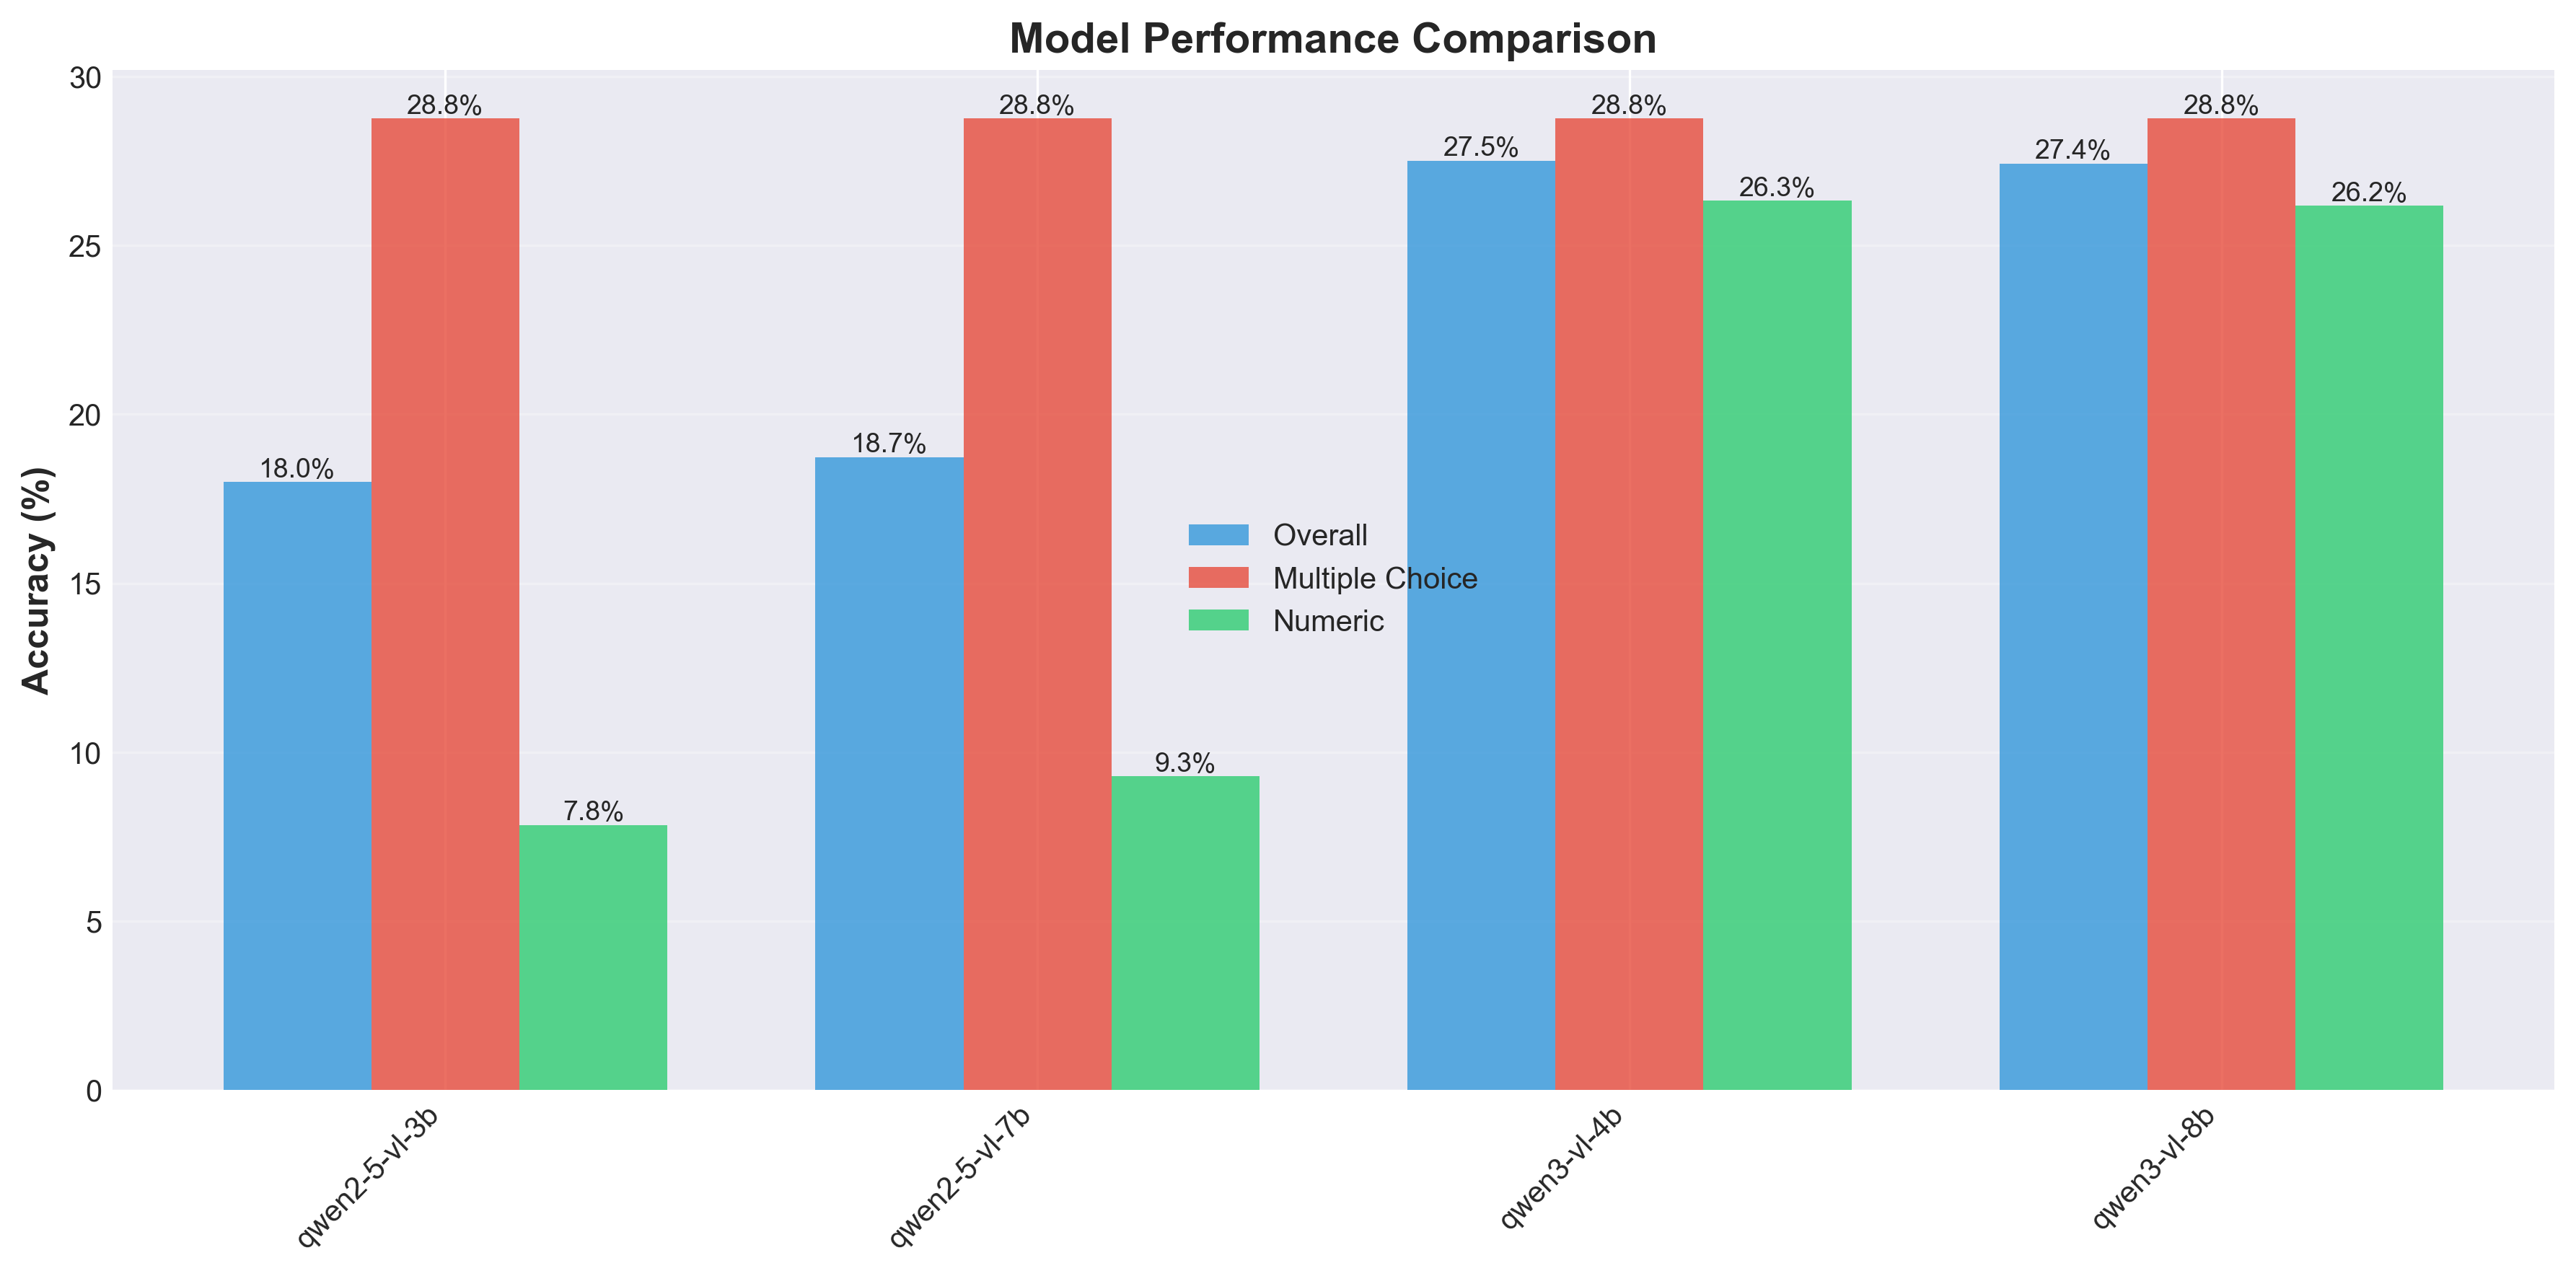 Model Performance Comparison
Accuracy (%)
30
25
20
15
10
5
0
18.0%
28.8%
7.8%
18.7%
28.8%
9.3%
27.5%
28.8%
26.3%
27.4%
28.8%
26.2%
Overall
Multiple Choice
Numeric
qwen2-5-vl-3b
qwen2-5-vl-7b
qwen3-vl-4b
qwen3-vl-8b